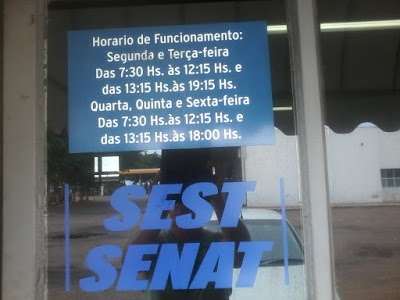 Horario de Funcionamento:
Segunda e Terça-feira
Das 7:30 Hs. às 12:15 Hs. e
das 13:15 Hs.às 19:15 Hs.
Quarta, Quinta e Sexta-feira
Das 7:30 Hs.às 12:15 Hs. e
das 13:15 Hs.às 18:00 Hs.
SEST
SENAT